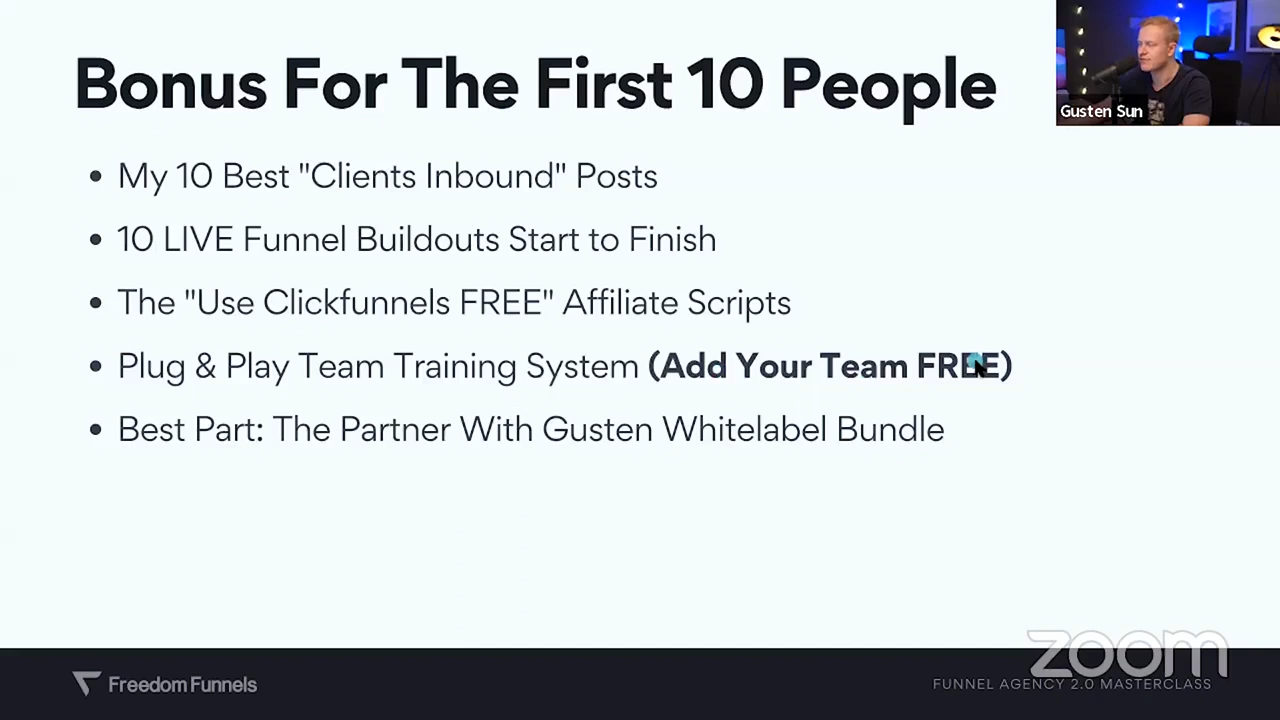 Bonus For The First 10 People
Gusten Sun
• My 10 Best "Clients Inbound" Posts
• 10 LIVE Funnel Buildouts Start to Finish
• The "Use Clickfunnels FREE" Affiliate Scripts
• Plug & Play Team Training System (Add Your Team FREE)
• Best Part: The Partner With Gusten Whitelabel Bundle
zoom
Freedom Funnels
FUNNEL AGENCY 2.0 MASTERCLASS